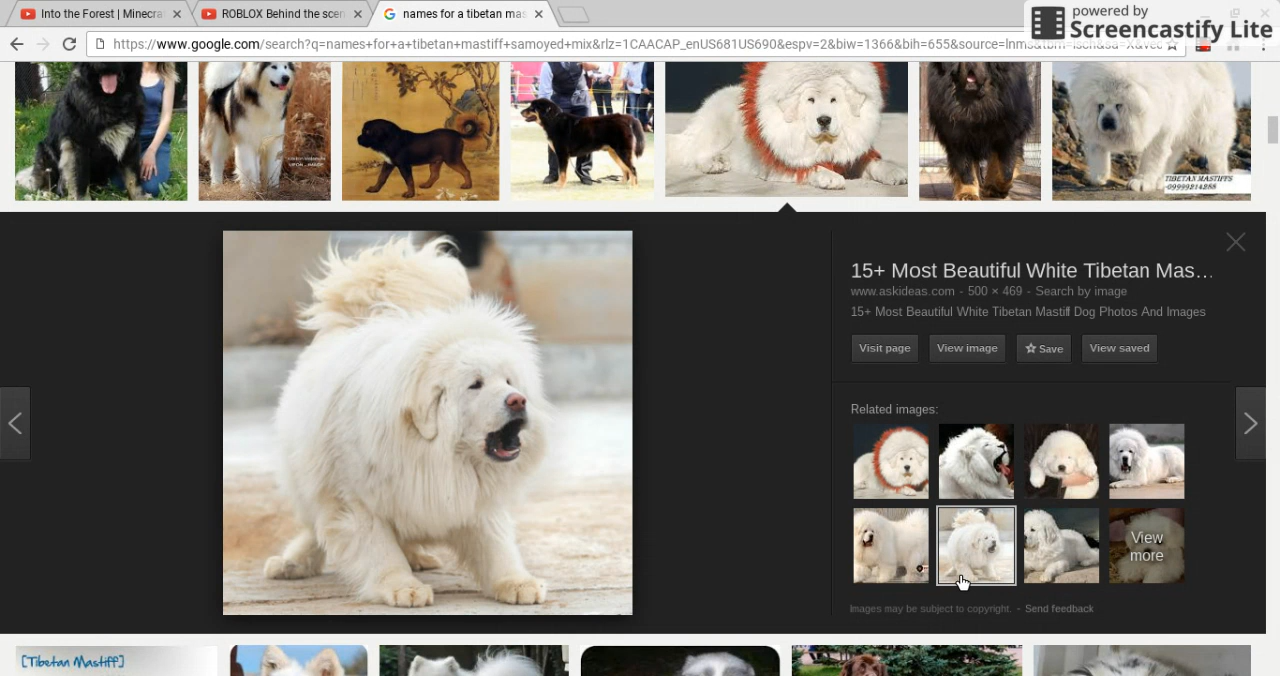 Into the Forest | Minecra
ROBLOX Behind the scen
names for a tibetan mas
powered by
Screencastify Lite
https://www.google.com/search?q=names+for+a+tibetan+mastiff+samoyed+mix&rlz=1CAACAP_enUS681US690&espv=2&biw=1366&bih=655&source=lnms&tbm=isch&sa=X&ved
TIBETAN MASTIFFS
-09999214288
15+ Most Beautiful White Tibetan Mas…
www.askideas.com - 500 × 469 - Search by image
15+ Most Beautiful White Tibetan Mastiff Dog Photos And Images
Visit page
View image
Save
View saved
Related images:
View
more
Images may be subject to copyright. - Send feedback
[Tibetan Mastiff]